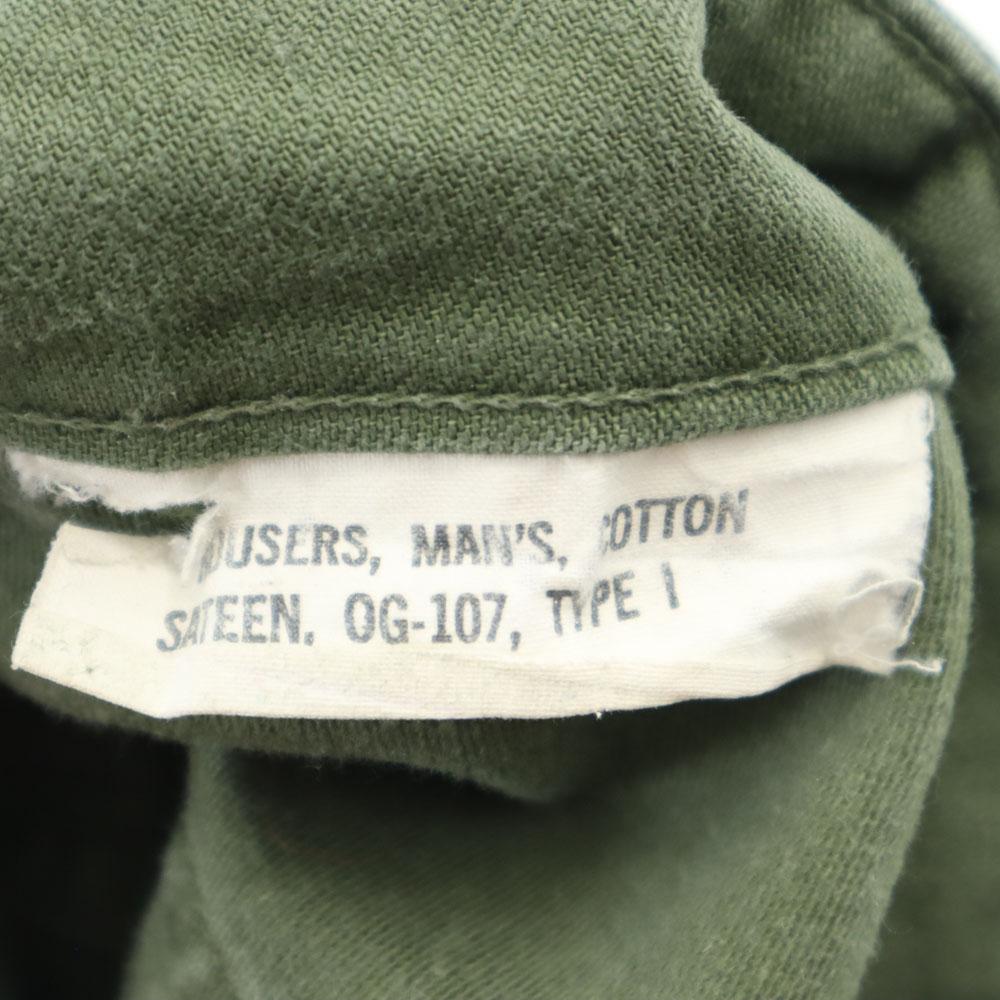 OUSERS, MAN'S, COTTON
SATEEN, OG-107, TYPE I